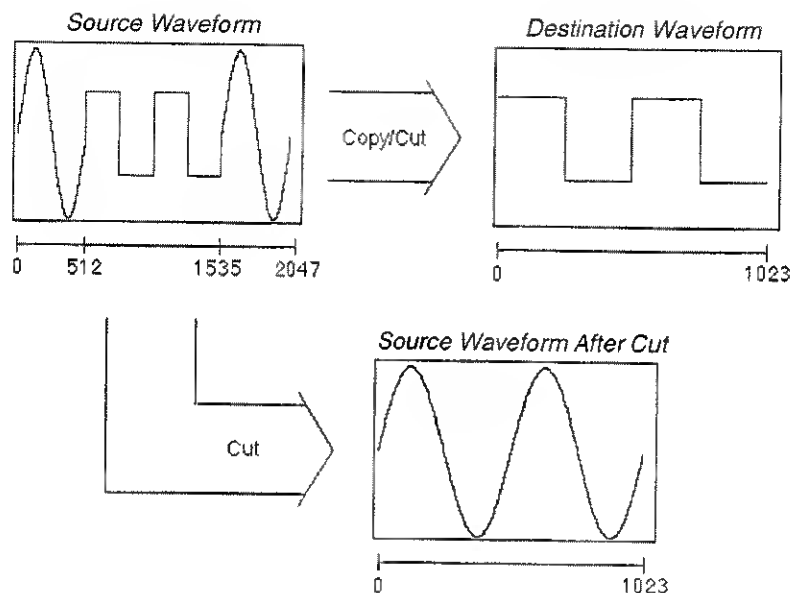 Source Waveform
Destination Waveform
Copy/Cut
0 512 1535 2047
0 1023
Source Waveform After Cut
Cut
0 1023